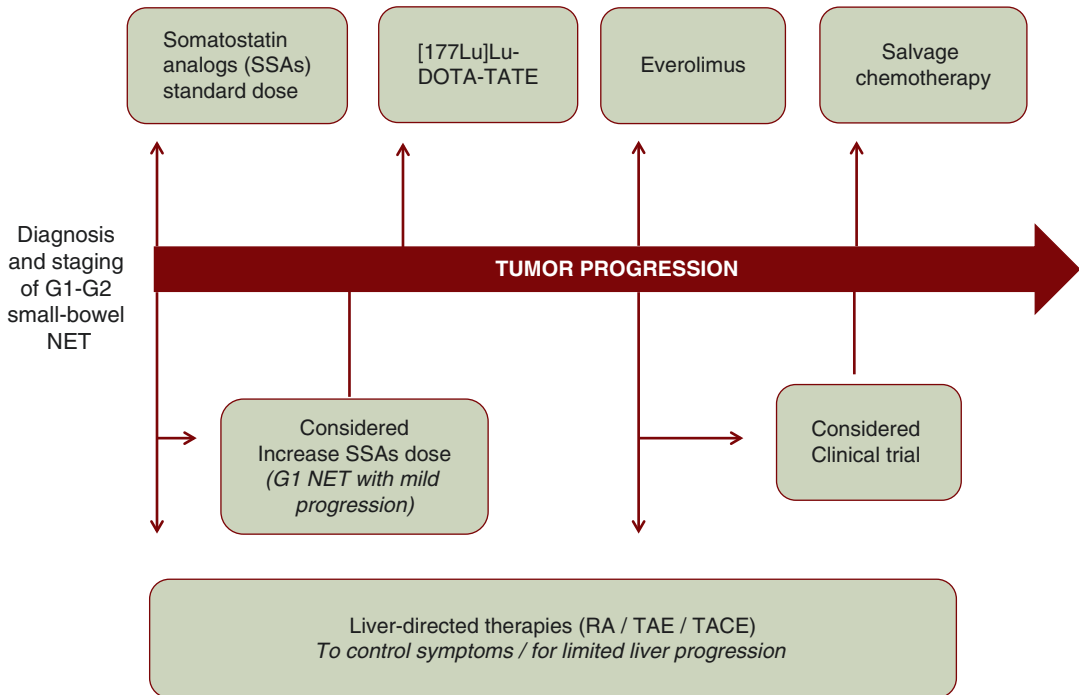 Somatostatin
analogs (SSAs)
standard dose
[177Lu]Lu-
DOTA-TATE
Everolimus
Salvage
chemotherapy
Diagnosis
and staging
of G1-G2
small-bowel
NET
TUMOR PROGRESSION
Considered
Increase SSAs dose
(G1 NET with mild
progression)
Considered
Clinical trial
Liver-directed therapies (RA / TAE / TACE)
To control symptoms / for limited liver progression